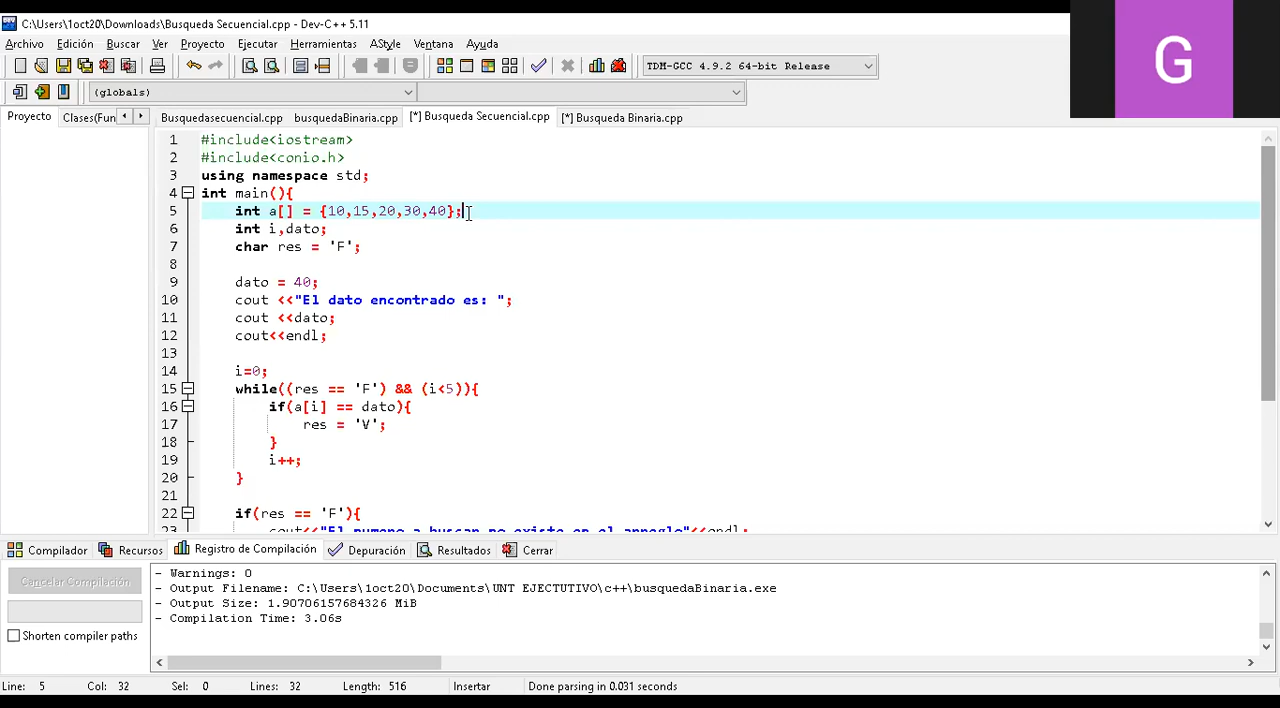 C:\Users\1oct20\Downloads\Busqueda Secuencial.cpp - Dev-C++ 5.11
G
Archivo Edición Buscar Ver Proyecto Ejecutar Herramientas AStyle Ventana Ayuda
TDM-GCC 4.9.2 64-bit Release
(globals)
Proyecto Clases(Fun Busquedasecuencial.cpp busquedaBinaria.cpp [*] Busqueda Secuencial.cpp [*] Busqueda Binaria.cpp
1 #include<iostream>
2 #include<conio.h>
3 using namespace std;
4 int main(){
5 int a[] = {10,15,20,30,40};
6 int i,dato;
7 char res = 'F';
8
9 dato = 40;
10 cout <<"El dato encontrado es: ";
11 cout <<dato;
12 cout<<endl;
13
14 i=0;
15 while((res == 'F') && (i<5)){
16 if(a[i] == dato){
17 res = 'V';
18 }
19 i++;
20 }
21
22 if(res == 'F'){
23 cout<<"El numero a buscar no existe en el arreglo"<<endl;
Compilador Recursos Registro de Compilación Depuración Resultados Cerrar
Cancelar Compilación
Shorten compiler paths
- Warnings: 0
- Output Filename: C:\Users\1oct20\Documents\UNT EJECTUTIVO\c++\busquedaBinaria.exe
- Output Size: 1.90706157684326 MiB
- Compilation Time: 3.06s
Line: 5 Col: 32 Sel: 0 Lines: 32 Length: 516 Insertar Done parsing in 0.031 seconds